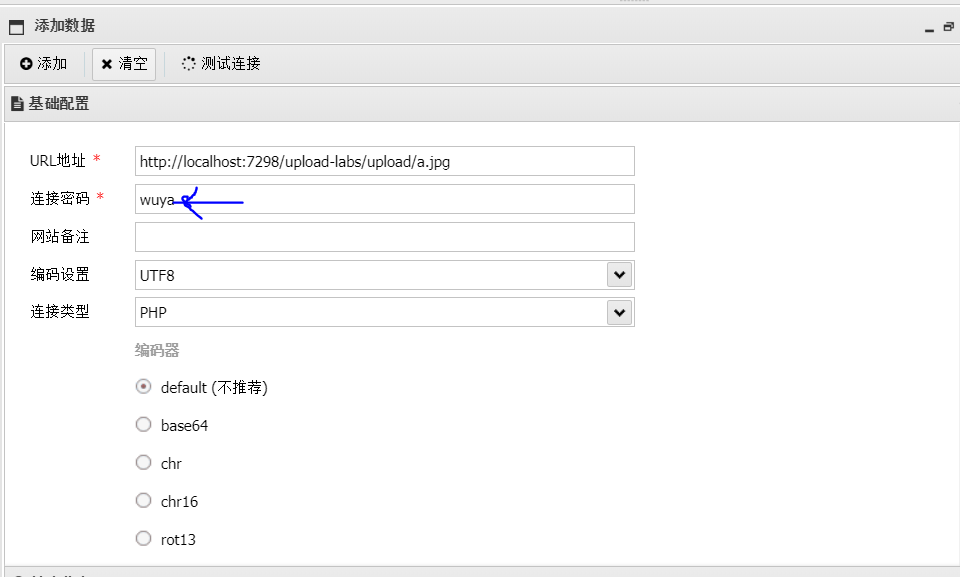 添加数据
添加 清空 测试连接
基础配置
URL地址 * http://localhost:7298/upload-labs/upload/a.jpg
连接密码 * wuya
网站备注
编码设置 UTF8
连接类型 PHP
编码器
default (不推荐)
base64
chr
chr16
rot13